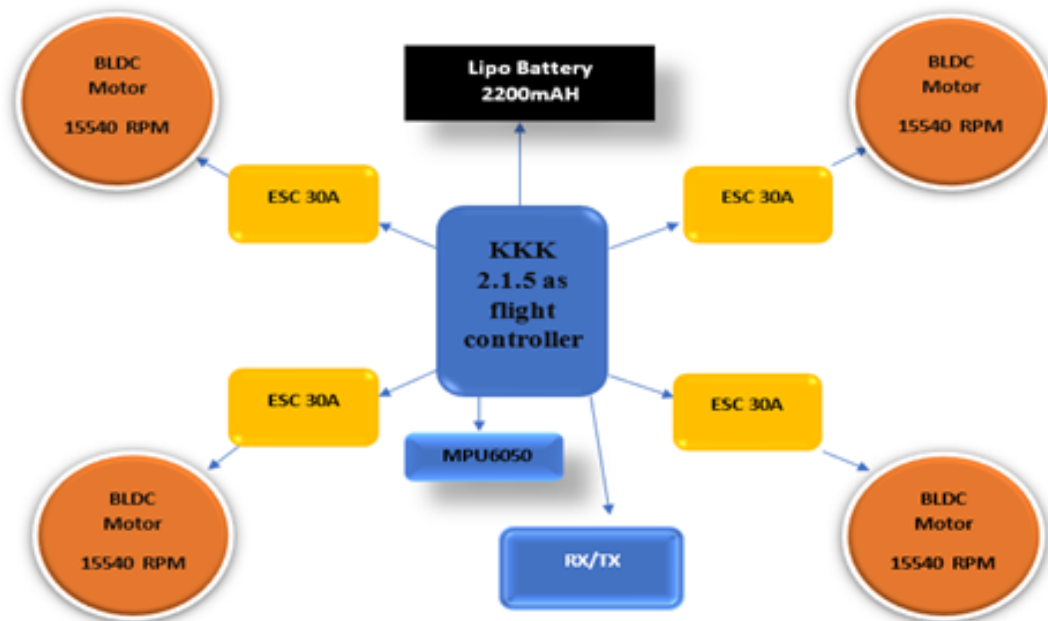 BLDC
Motor
15540 RPM
Lipo Battery
2200mAH
BLDC
Motor
15540 RPM
ESC 30A
ESC 30A
KKK
2.1.5 as
flight
controller
ESC 30A
ESC 30A
MPU6050
BLDC
Motor
15540 RPM
RX/TX
BLDC
Motor
15540 RPM